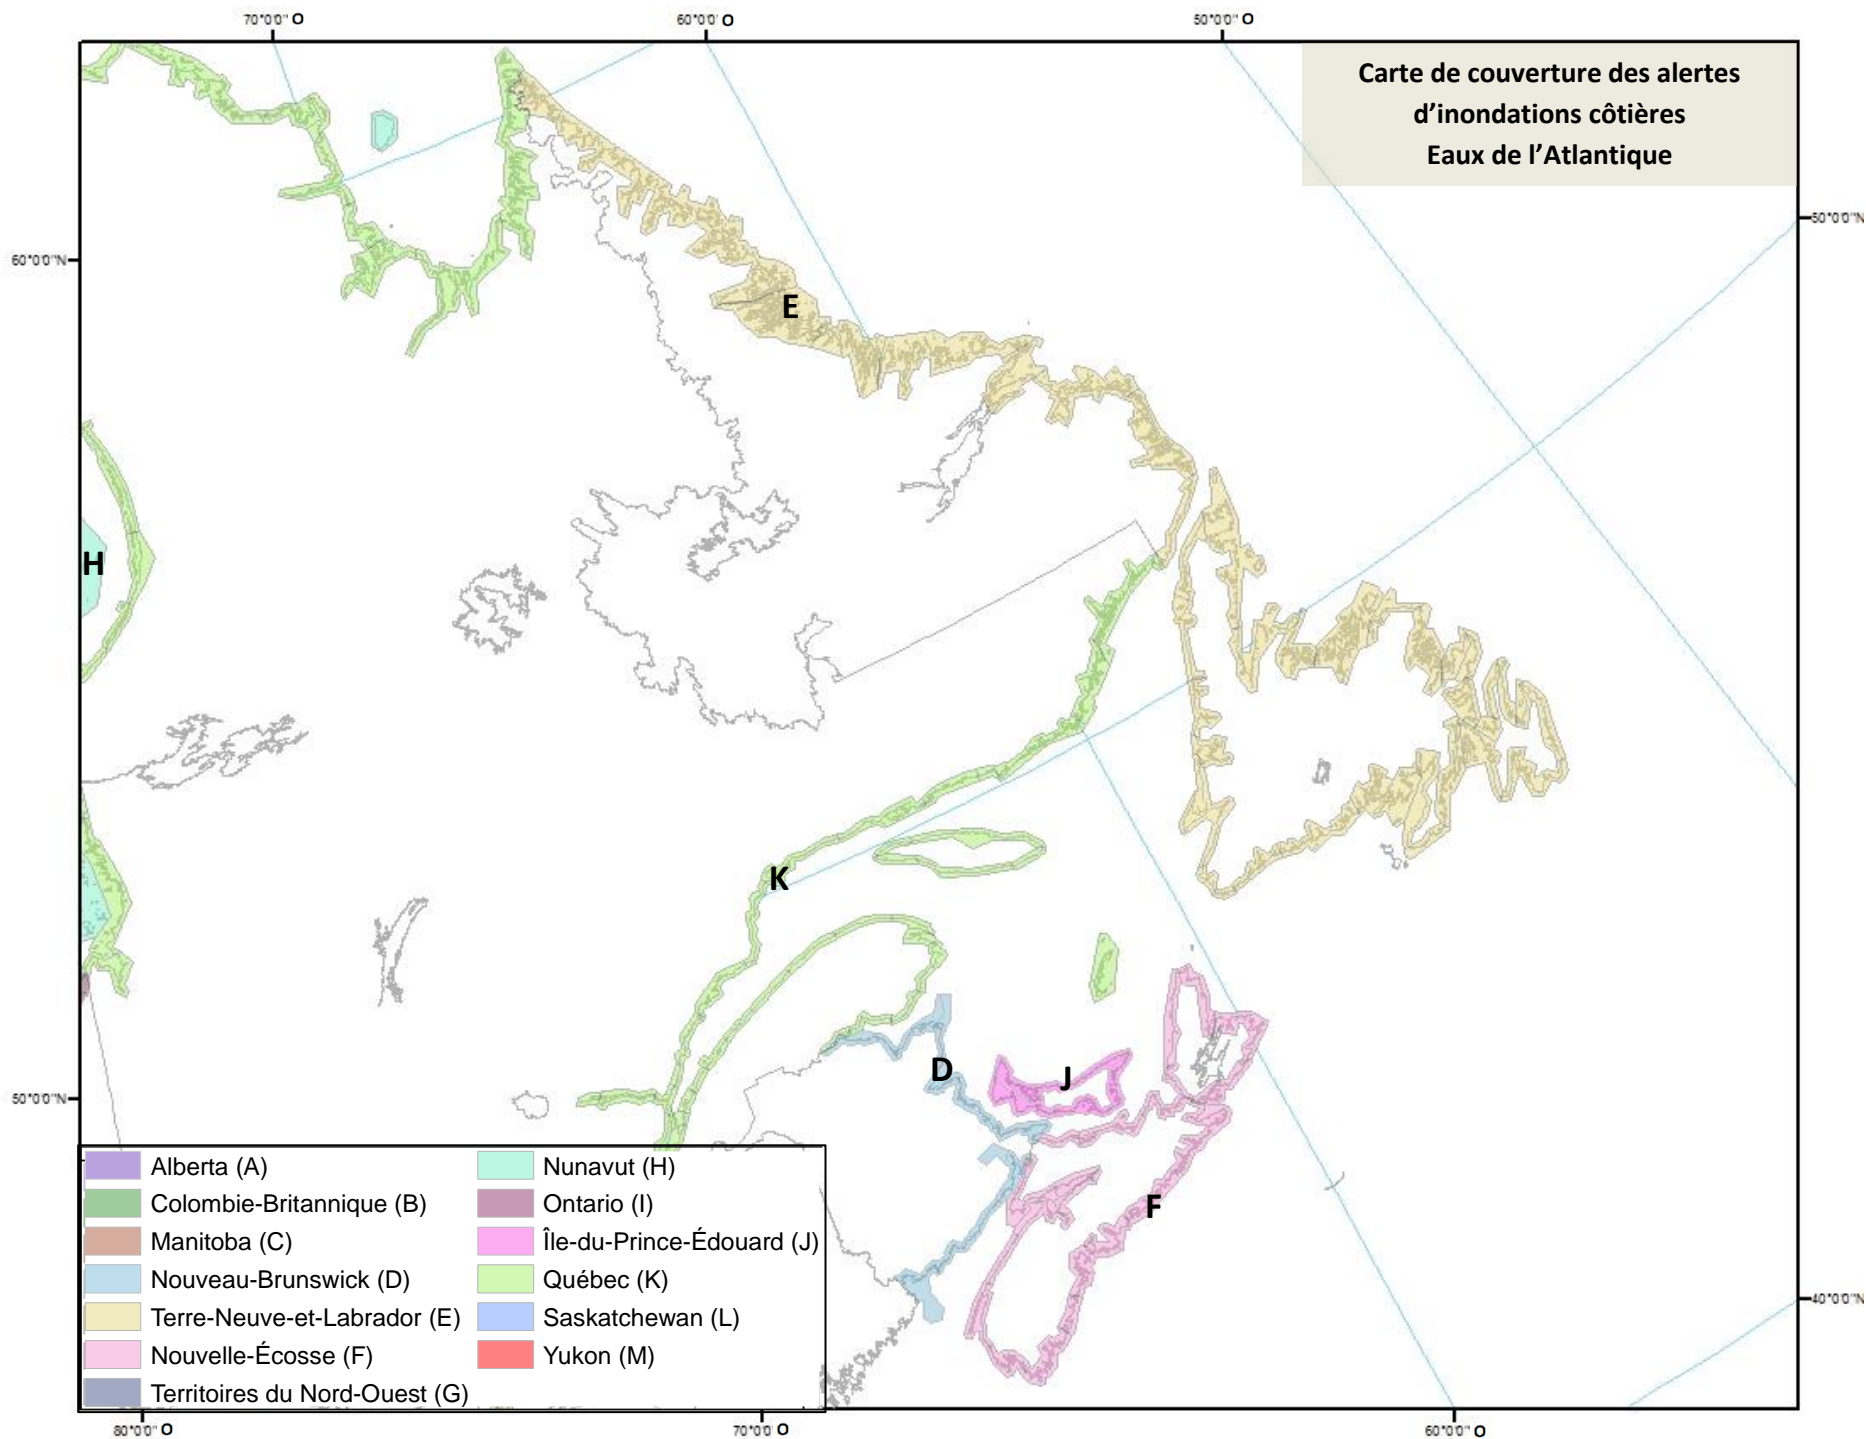 70°0'0" O
60°0'0' O
50°0'0" O
Carte de couverture des alertes
d'inondations côtières
Eaux de l'Atlantique
50°0'0"N
60°0'0"N
E
H
K
D
J
50°0'0"N
F
Alberta (A)
Nunavut (H)
Colombie-Britannique (B)
Ontario (I)
Manitoba (C)
Île-du-Prince-Édouard (J)
Nouveau-Brunswick (D)
Québec (K)
Terre-Neuve-et-Labrador (E)
Saskatchewan (L)
Nouvelle-Écosse (F)
Yukon (M)
Territoires du Nord-Ouest (G)
40°0'0"N
80°0'0" O
70°0'0' O
60°0'0" O